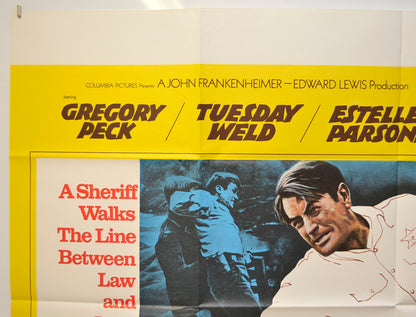 COLUMBIA PICTURES Presents A JOHN FRANKENHEIMER—EDWARD LEWIS Production
starring
GREGORY PECK / TUESDAY WELD / ESTELLE PARSON
A Sheriff
Walks
The Line
Between
Law
and